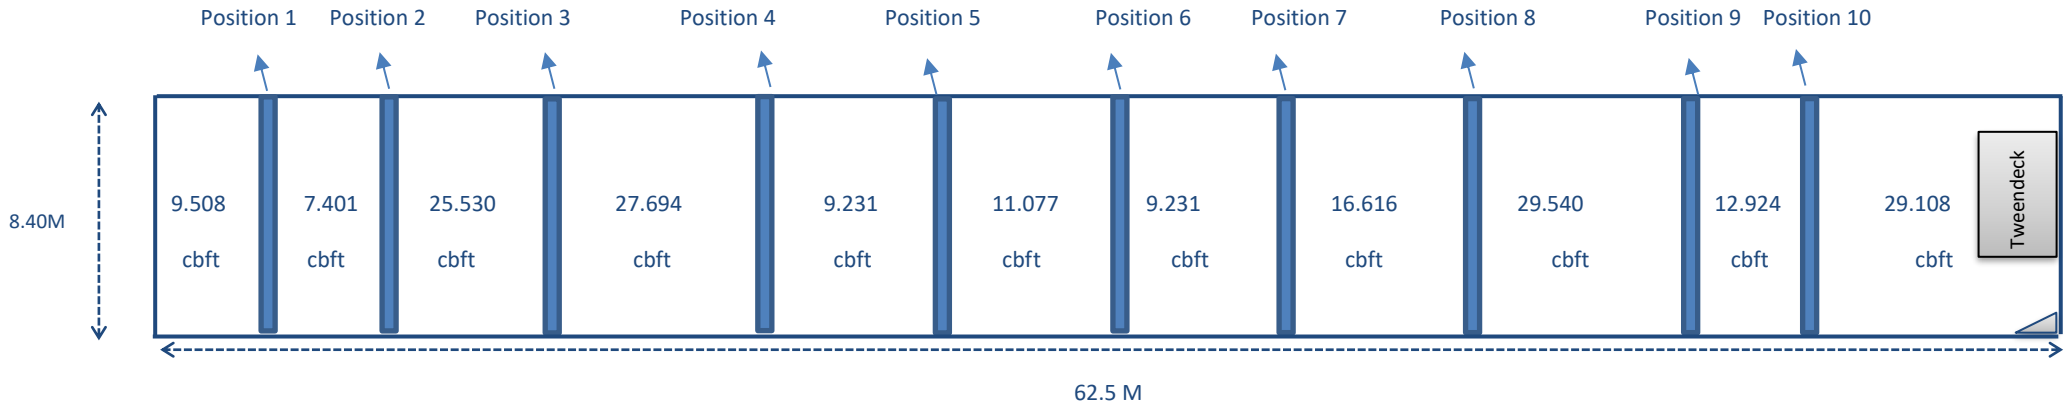 Position 1
Position 2
Position 3
Position 4
Position 5
Position 6
Position 7
Position 8
Position 9
Position 10
8.40M
9.508
cbft
7.401
cbft
25.530
cbft
27.694
cbft
9.231
cbft
11.077
cbft
9.231
cbft
16.616
cbft
29.540
cbft
12.924
cbft
29.108
cbft
Tweendeck
62.5 M